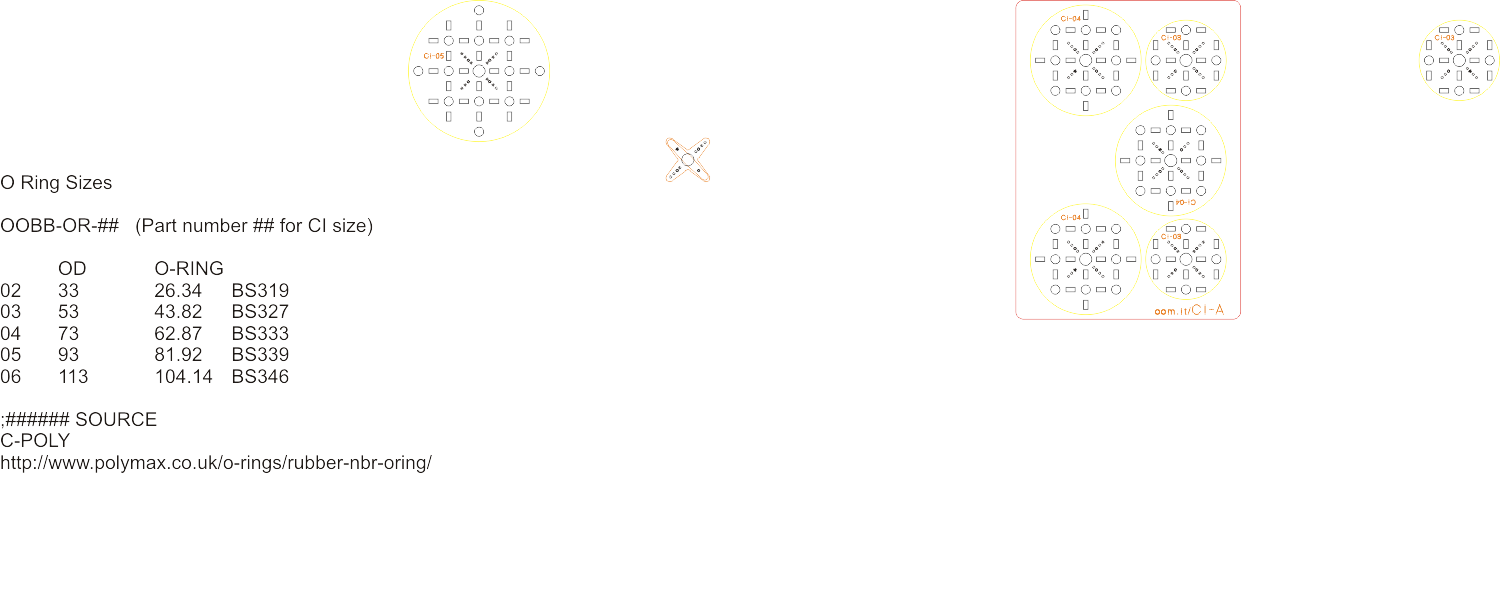 CI-05
CI-04
CI-03
CI-03
CI-04
CI-04
CI-03
oom.it/CI-A
O Ring Sizes
OOBB-OR-## (Part number ## for CI size)
OD O-RING
02 33 26.34 BS319
03 53 43.82 BS327
04 73 62.87 BS333
05 93 81.92 BS339
06 113 104.14 BS346
;###### SOURCE
C-POLY
http://www.polymax.co.uk/o-rings/rubber-nbr-oring/